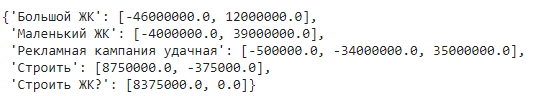 {'Большой ЖК': [-46000000.0, 12000000.0],
'Маленький ЖК': [-4000000.0, 39000000.0],
'Рекламная кампания удачная': [-500000.0, -34000000.0, 35000000.0],
'Строить': [8750000.0, -375000.0],
'Строить ЖК?': [8375000.0, 0.0]}